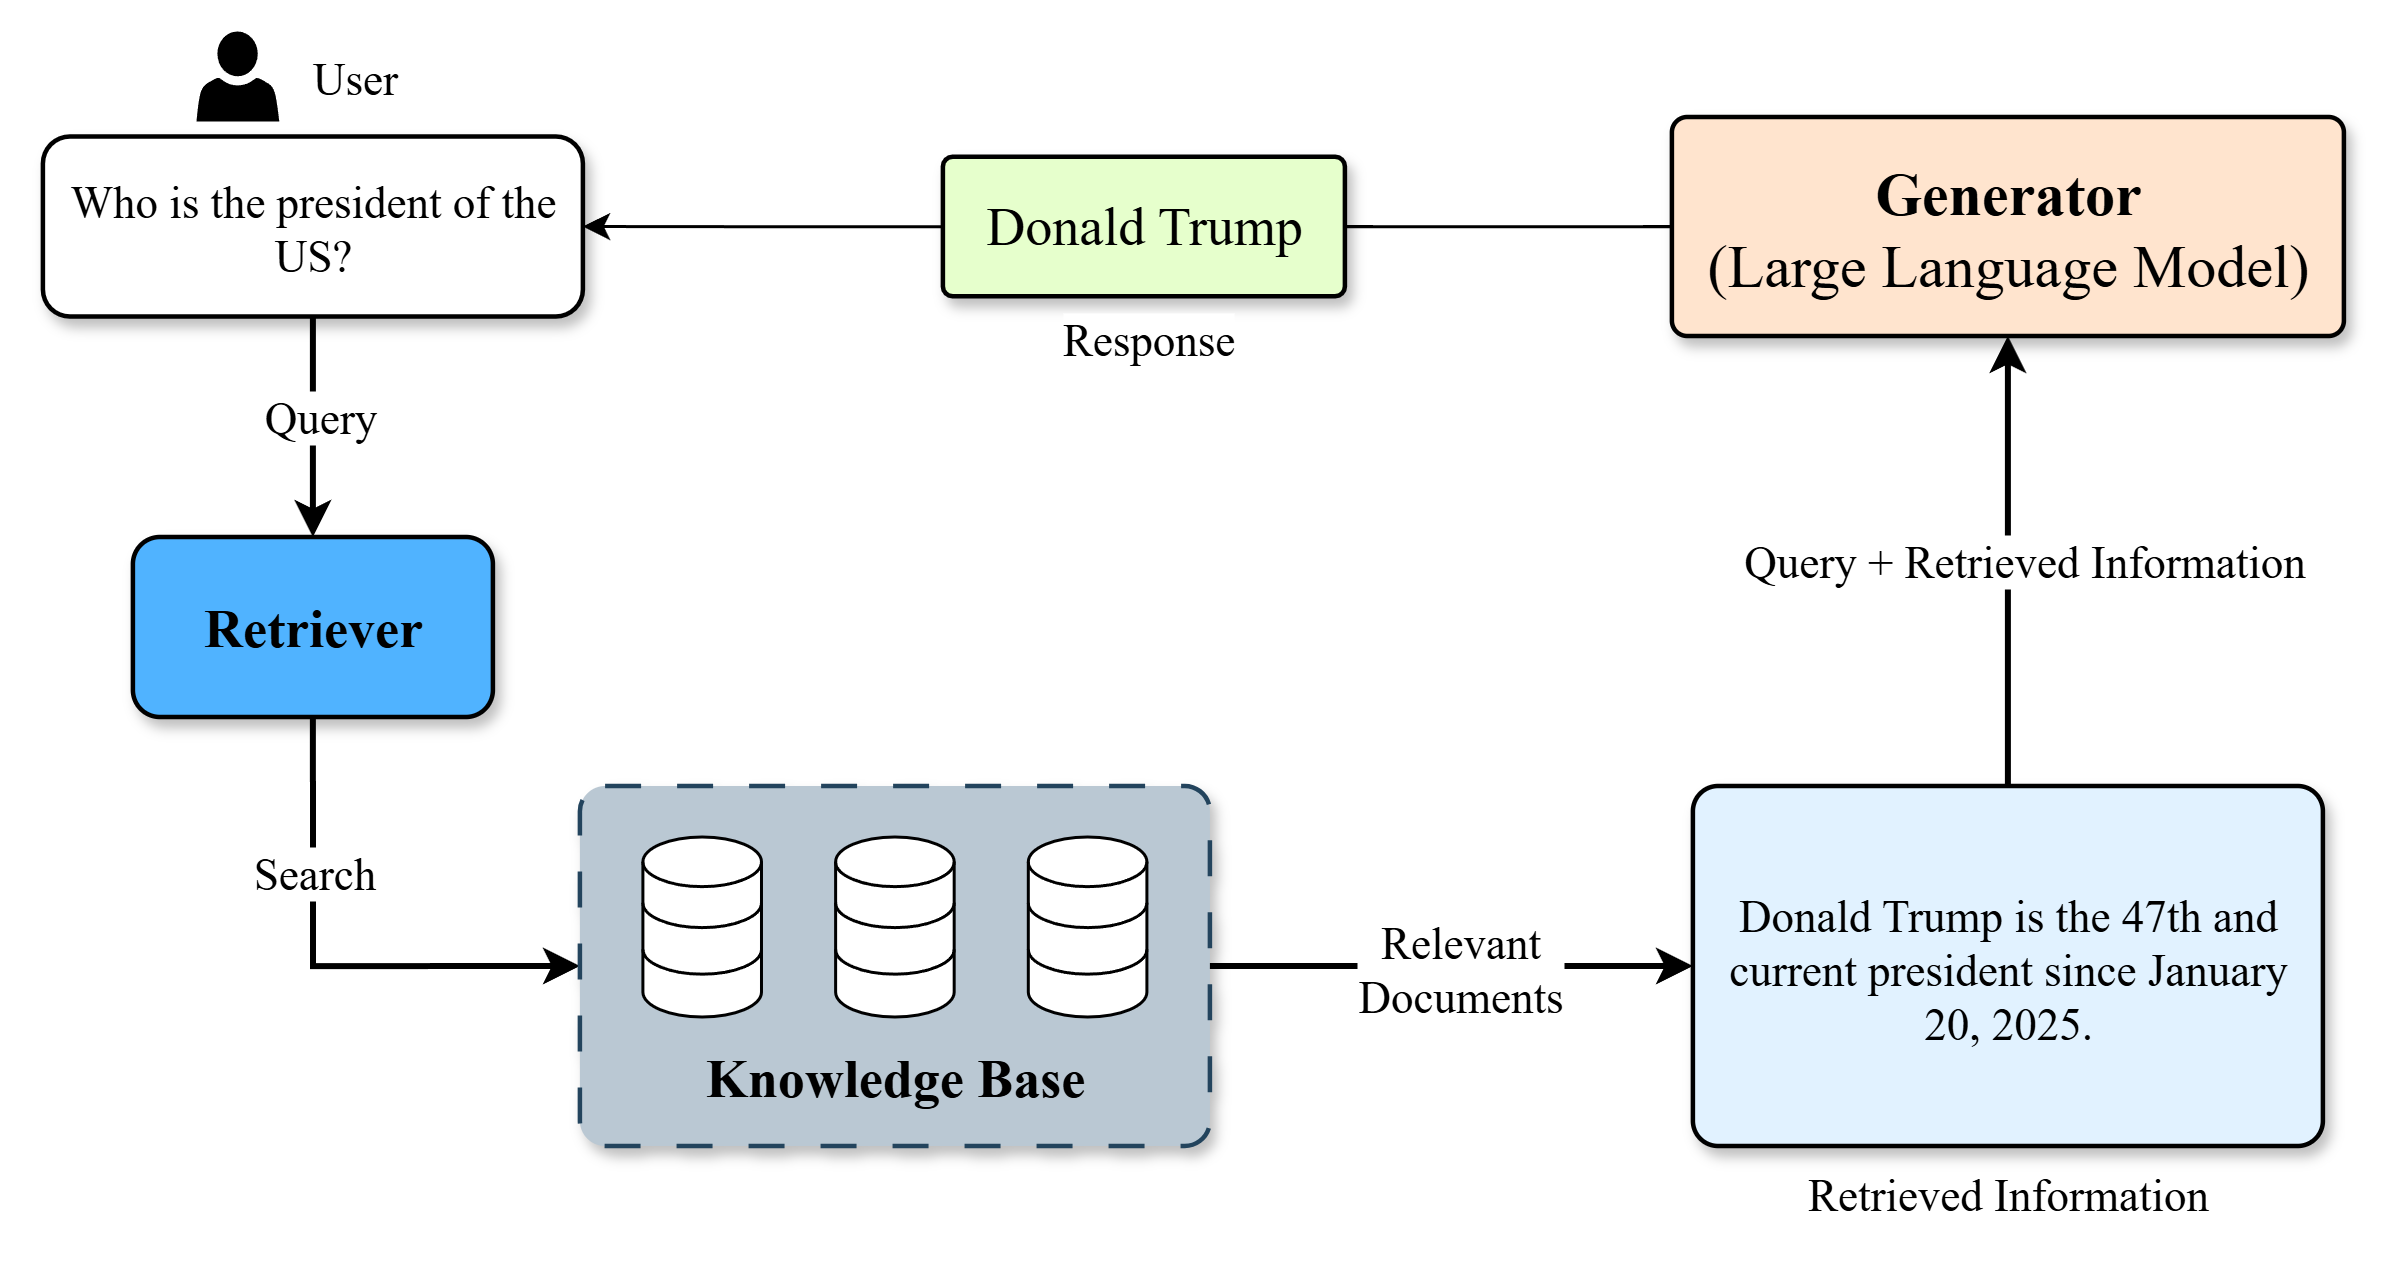 User
Who is the president of the
US?
Query
Retriever
Search
Knowledge Base
Relevant
Documents
Donald Trump is the 47th and
current president since January
20, 2025.
Retrieved Information
Query + Retrieved Information
Generator
(Large Language Model)
Donald Trump
Response